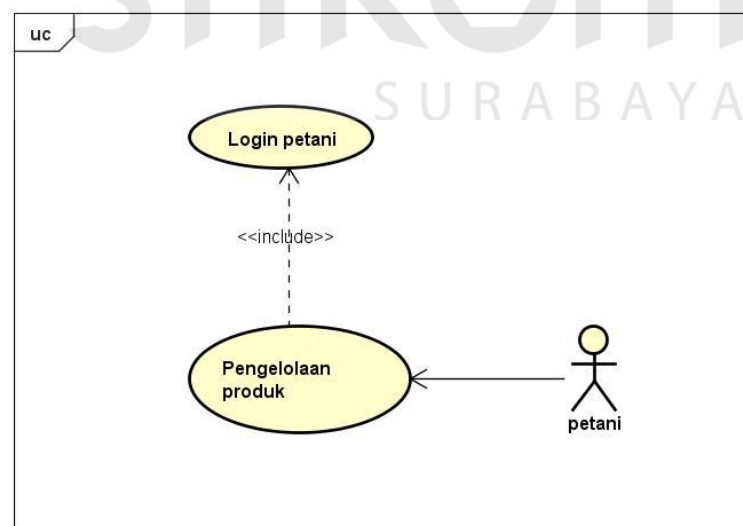 uc
SURABAYA
Login petani
<<include>>
Pengelolaan
produk
petani